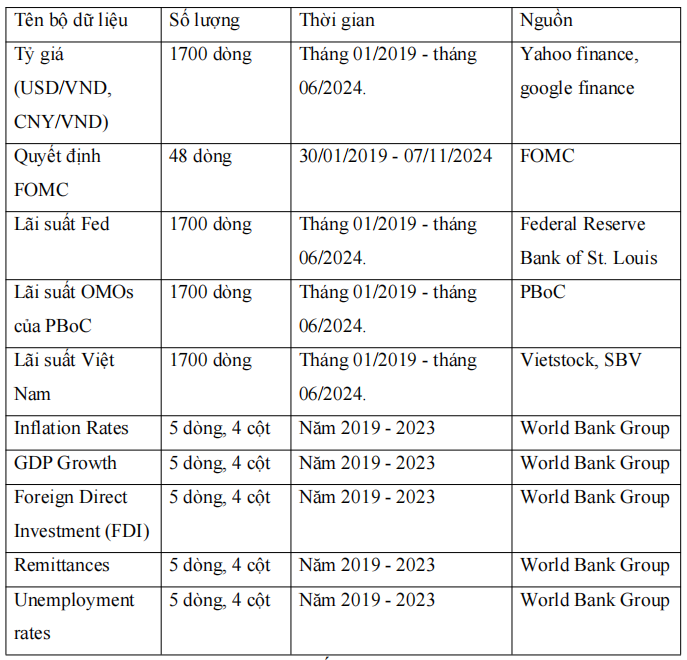 Tên bộ dữ liệu Số lượng Thời gian Nguồn
Tỷ giá 1700 dòng Tháng 01/2019 - tháng Yahoo finance,
(USD/VND, 06/2024. google finance
CNY/VND)
Quyết định 48 dòng 30/01/2019 - 07/11/2024 FOMC
FOMC
Lãi suất Fed 1700 dòng Tháng 01/2019 - tháng Federal Reserve
06/2024. Bank of St. Louis
Lãi suất OMOs 1700 dòng Tháng 01/2019 - tháng PBoC
của PBoC 06/2024.
Lãi suất Việt 1700 dòng Tháng 01/2019 - tháng Vietstock, SBV
Nam 06/2024.
Inflation Rates 5 dòng, 4 cột Năm 2019 - 2023 World Bank Group
GDP Growth 5 dòng, 4 cột Năm 2019 - 2023 World Bank Group
Foreign Direct 5 dòng, 4 cột Năm 2019 - 2023 World Bank Group
Investment (FDI)
Remittances 5 dòng, 4 cột Năm 2019 - 2023 World Bank Group
Unemployment 5 dòng, 4 cột Năm 2019 - 2023 World Bank Group
rates